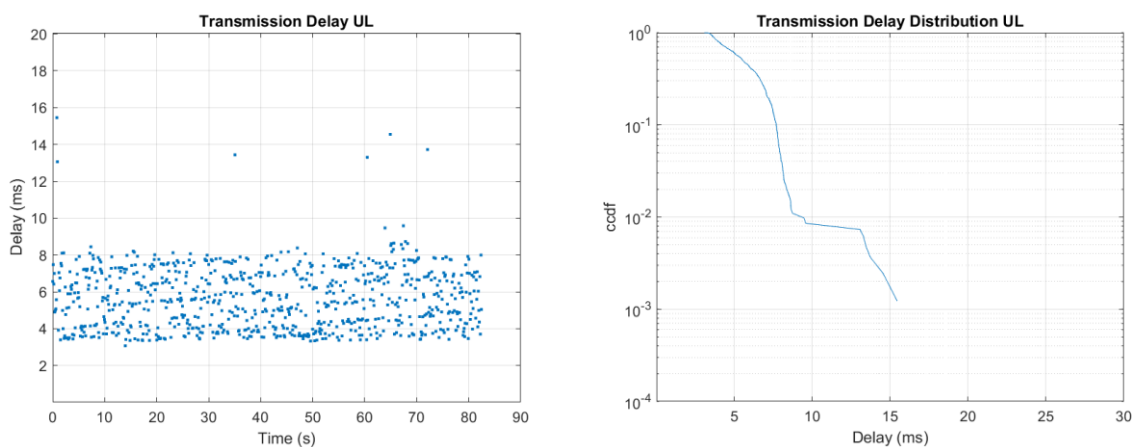 Transmission Delay UL
20
18
16
14
12
10
8
6
4
2
Delay (ms)
0 10 20 30 40 50 60 70 80 90
Time (s)
Transmission Delay Distribution UL
10^0
10^-1
10^-2
10^-3
10^-4
ccdf
5 10 15 20 25 30
Delay (ms)